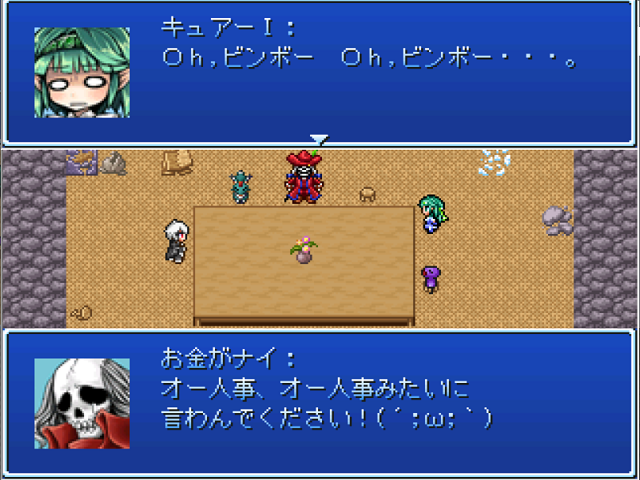 キュアーⅠ：
Ｏｈ,ビンボー　Ｏｈ,ビンボー・・・。
お金がナイ：
オー人事、オー人事みたいに
言わんでください！(´;ω;｀)